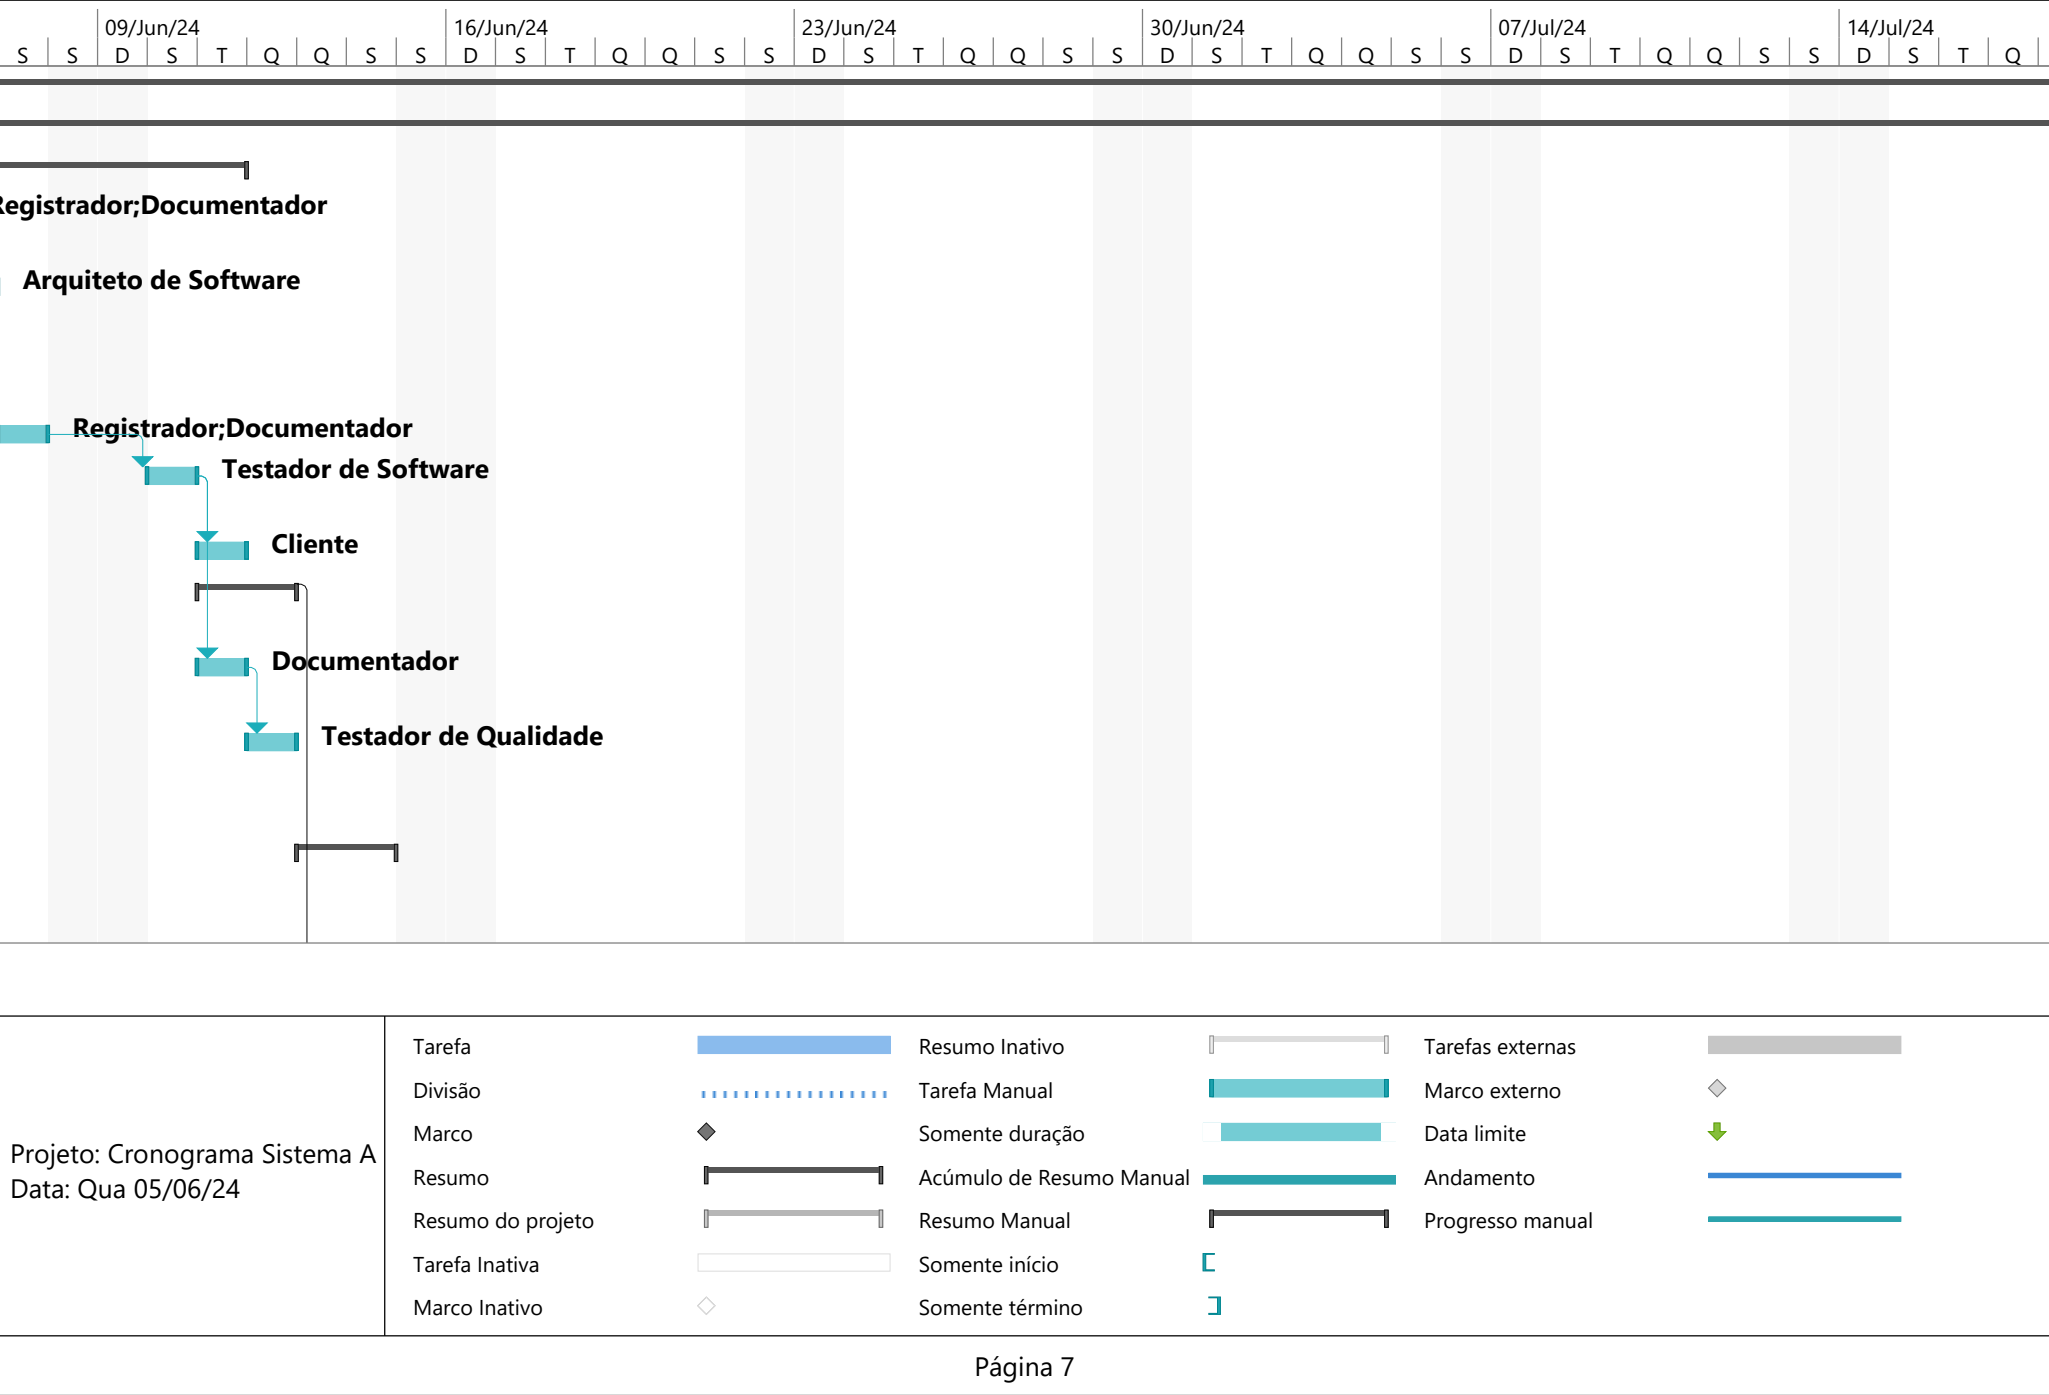 09/Jun/24 16/Jun/24 23/Jun/24 30/Jun/24 07/Jul/24 14/Jul/24
S S D S T Q Q S S D S T Q Q S S D S T Q Q S S D S T Q Q S S D S T Q Q S S D S T Q
Registrador;Documentador
Arquiteto de Software
Registrador;Documentador
Testador de Software
Cliente
Documentador
Testador de Qualidade
Projeto: Cronograma Sistema A
Data: Qua 05/06/24
Tarefa
Divisão
Marco
Resumo
Resumo do projeto
Tarefa Inativa
Marco Inativo
Resumo Inativo
Tarefa Manual
Somente duração
Acúmulo de Resumo Manual
Resumo Manual
Somente início
Somente término
Tarefas externas
Marco externo
Data limite
Andamento
Progresso manual
Página 7